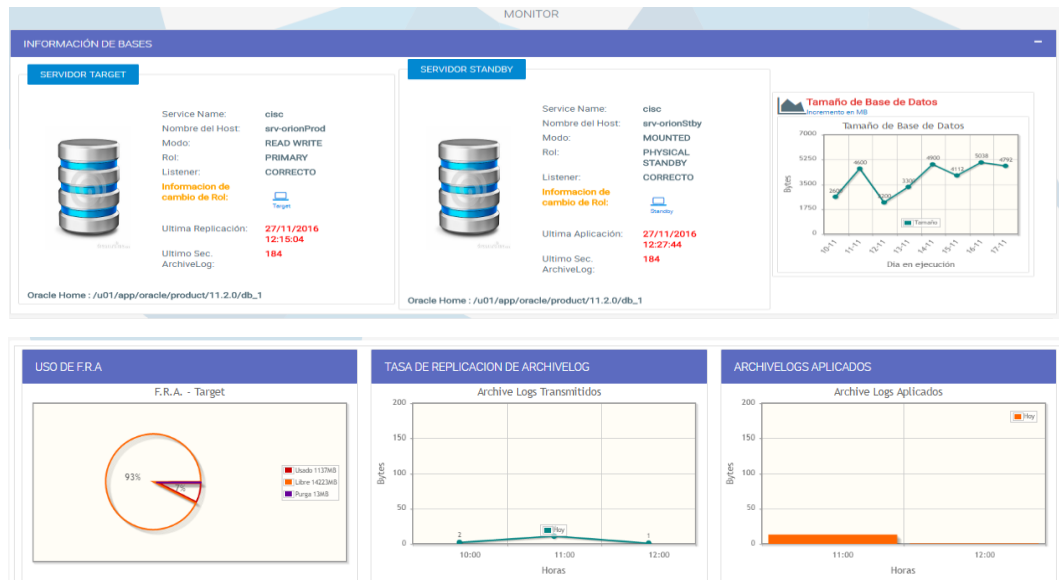 MONITOR
INFORMACIÓN DE BASES
SERVIDOR TARGET
Service Name: cisc
Nombre del Host: srv-orionProd
Modo: READ WRITE
Rol: PRIMARY
Listener: CORRECTO
Informacion de cambio de Rol:
Target
Ultima Replicación: 27/11/2016 12:15:04
Ultimo Sec. ArchiveLog: 184
Oracle Home : /u01/app/oracle/product/11.2.0/db_1
SERVIDOR STANDBY
Service Name: cisc
Nombre del Host: srv-orionStby
Modo: MOUNTED
Rol: PHYSICAL STANDBY
Listener: CORRECTO
Informacion de cambio de Rol:
Standby
Ultima Aplicación: 27/11/2016 12:27:44
Ultimo Sec. ArchiveLog: 184
Oracle Home : /u01/app/oracle/product/11.2.0/db_1
Tamaño de Base de Datos
Incremento en MB
Tamaño de Base de Datos
7000
5250
3500
1750
0
Bytes
4600
4900
4112
5038
4792
Tamaño
10-11 11-11 12-11 13-11 14-11 15-11 16-11 17-11
Dia en ejecución
USO DE F.R.A
F.R.A. - Target
93%
7%
Usado 1137MB
Libre 14223MB
Purga 13MB
TASA DE REPLICACION DE ARCHIVELOG
Archive Logs Transmitidos
200
150
100
50
0
Bytes
2
Hoy
1
10:00 11:00 12:00
Horas
ARCHIVELOGS APLICADOS
Archive Logs Aplicados
200
150
100
50
0
Bytes
Hoy
11:00 12:00
Horas